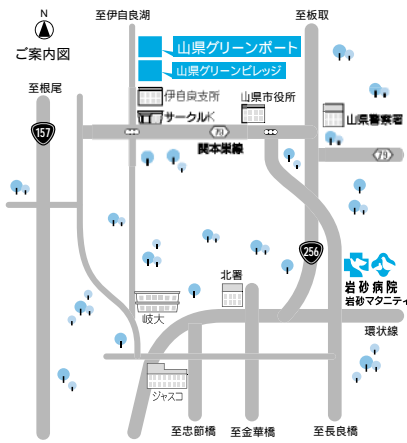 N
ご案内図
至伊自良湖
至板取
山県グリーンポート
山県グリーンビレッジ
至根尾
伊自良支所
山県市役所
サークルK
山県警察署
157
79
関本巣線
79
256
北署
岩砂病院
岩砂マタニティ
岐大
環状線
ジャスコ
至忠節橋
至金華橋
至長良橋